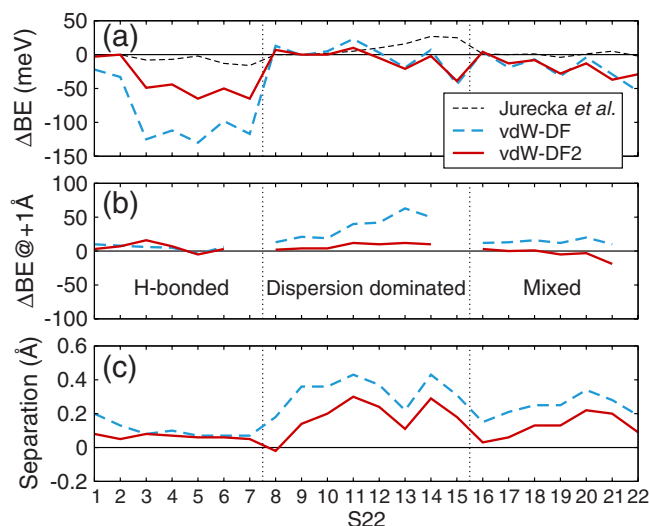 (a)
ΔBE (meV)
50
0
-50
-100
-150
Jurecka et al.
vdW-DF
vdW-DF2
(b)
ΔBE@+1Å
100
50
0
-50
-100
H-bonded
Dispersion dominated
Mixed
(c)
Separation (Å)
0.6
0.4
0.2
0
-0.2
1 2 3 4 5 6 7 8 9 10 11 12 13 14 15 16 17 18 19 20 21 22
S22